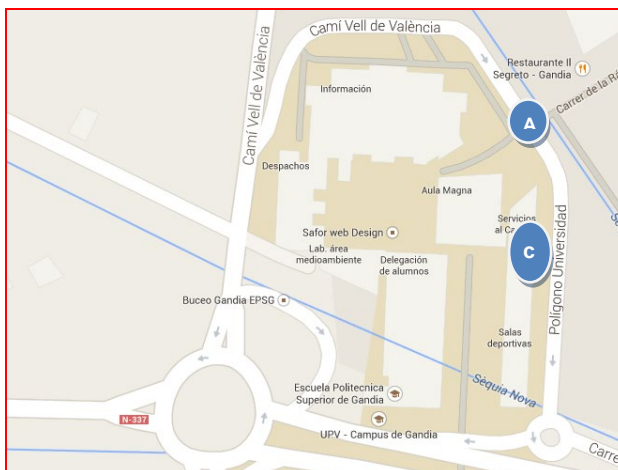 Camí Vell de València
Restaurante Il
Segreto - Gandia
Carrer de la Rà
Camí Vell de València
Información
A
Despachos
Aula Magna
Servicios
al Ca
Safor web Design
C
Lab. área
medioambiente
Delegación
de alumnos
Polígono Universidad
Buceo Gandia EPSG
Salas
deportivas
Séquia Nova
Escuela Politecnica
Superior de Gandia
N-337
UPV - Campus de Gandia
Carre